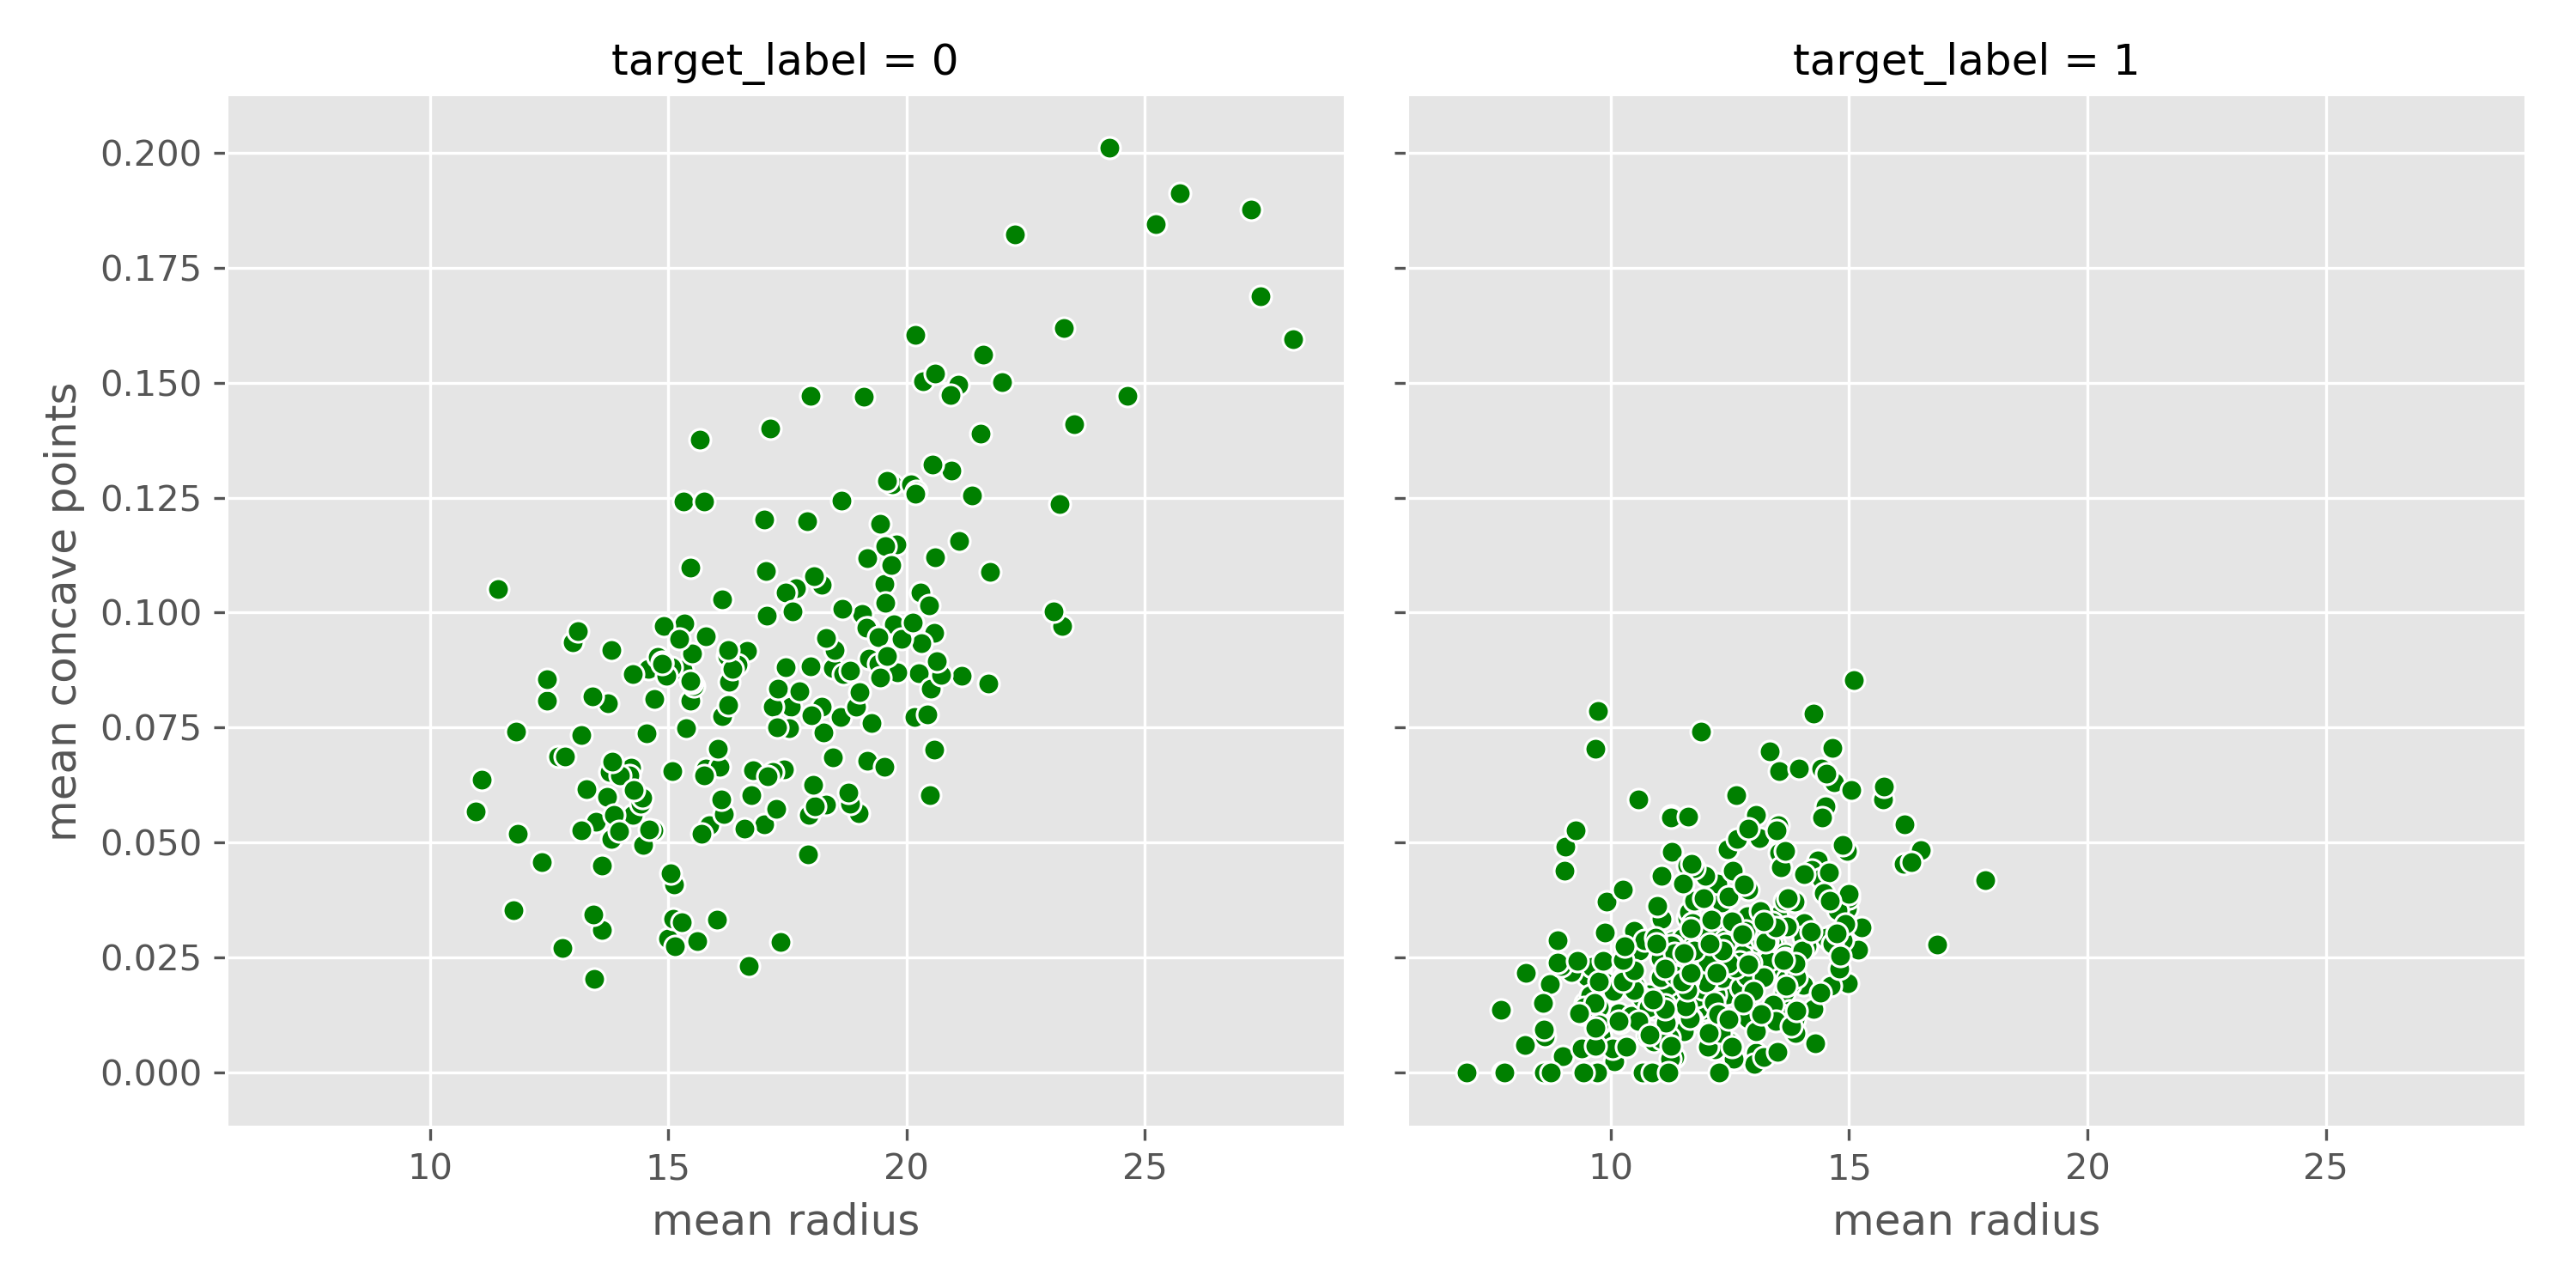 target_label = 0
target_label = 1
0.200
0.175
0.150
0.125
0.100
0.075
0.050
0.025
0.000
mean concave points
10 15 20 25
10 15 20 25
mean radius
mean radius